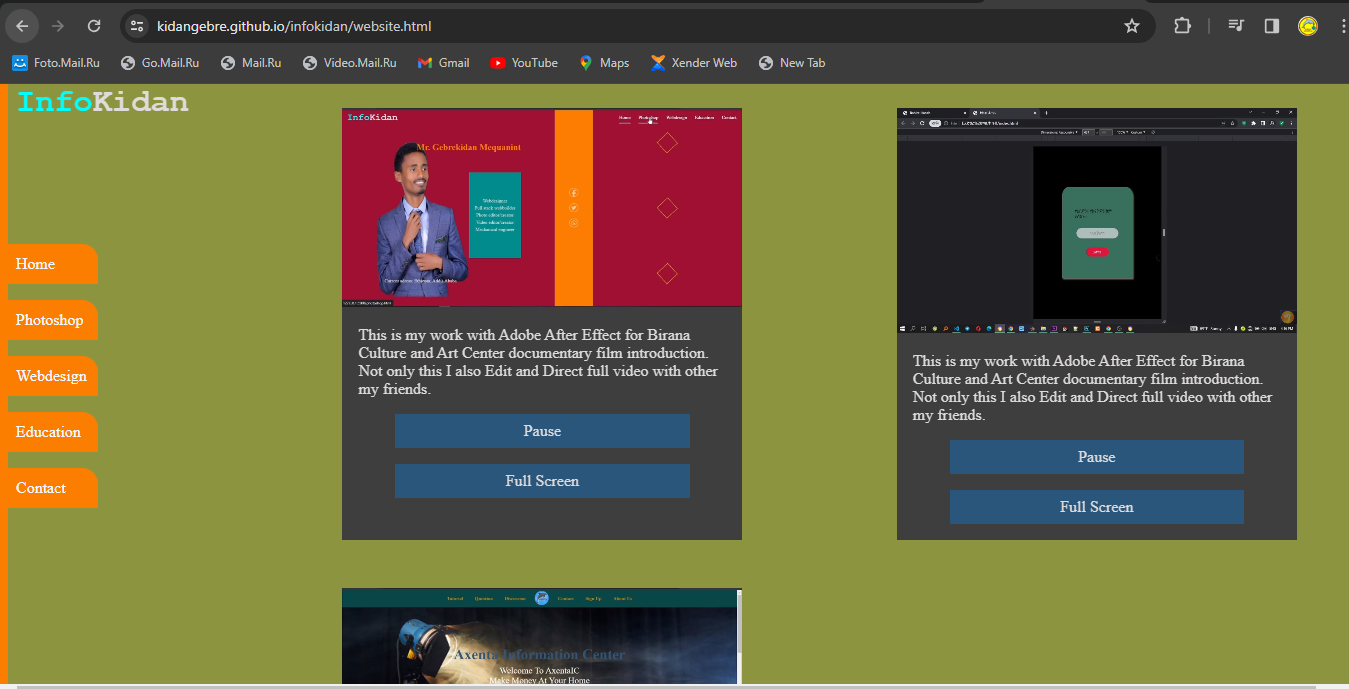 kidangebre.github.io/infokidan/website.html
Foto.Mail.Ru Go.Mail.Ru Mail.Ru Video.Mail.Ru Gmail YouTube Maps Xender Web New Tab
InfoKidan
Home
Photoshop
Webdesign
Education
Contact
InfoKidan
Home Photoshop Webdesign Education Contact
Mr. Gebrekidan Mequanint
Webdesigner
Full stack webbuilder
Photo editor/creator
Video editor/creator
Mechanical engineer
This is my work with Adobe After Effect for Birana
Culture and Art Center documentary film introduction.
Not only this I also Edit and Direct full video with other
my friends.
Pause
Full Screen
This is my work with Adobe After Effect for Birana
Culture and Art Center documentary film introduction.
Not only this I also Edit and Direct full video with other
my friends.
Pause
Full Screen
Tutorial Question Discussion Contact Sign Up About Us
Axenta Information Center
Welcome To AxentaIC
Make Money At Your Home